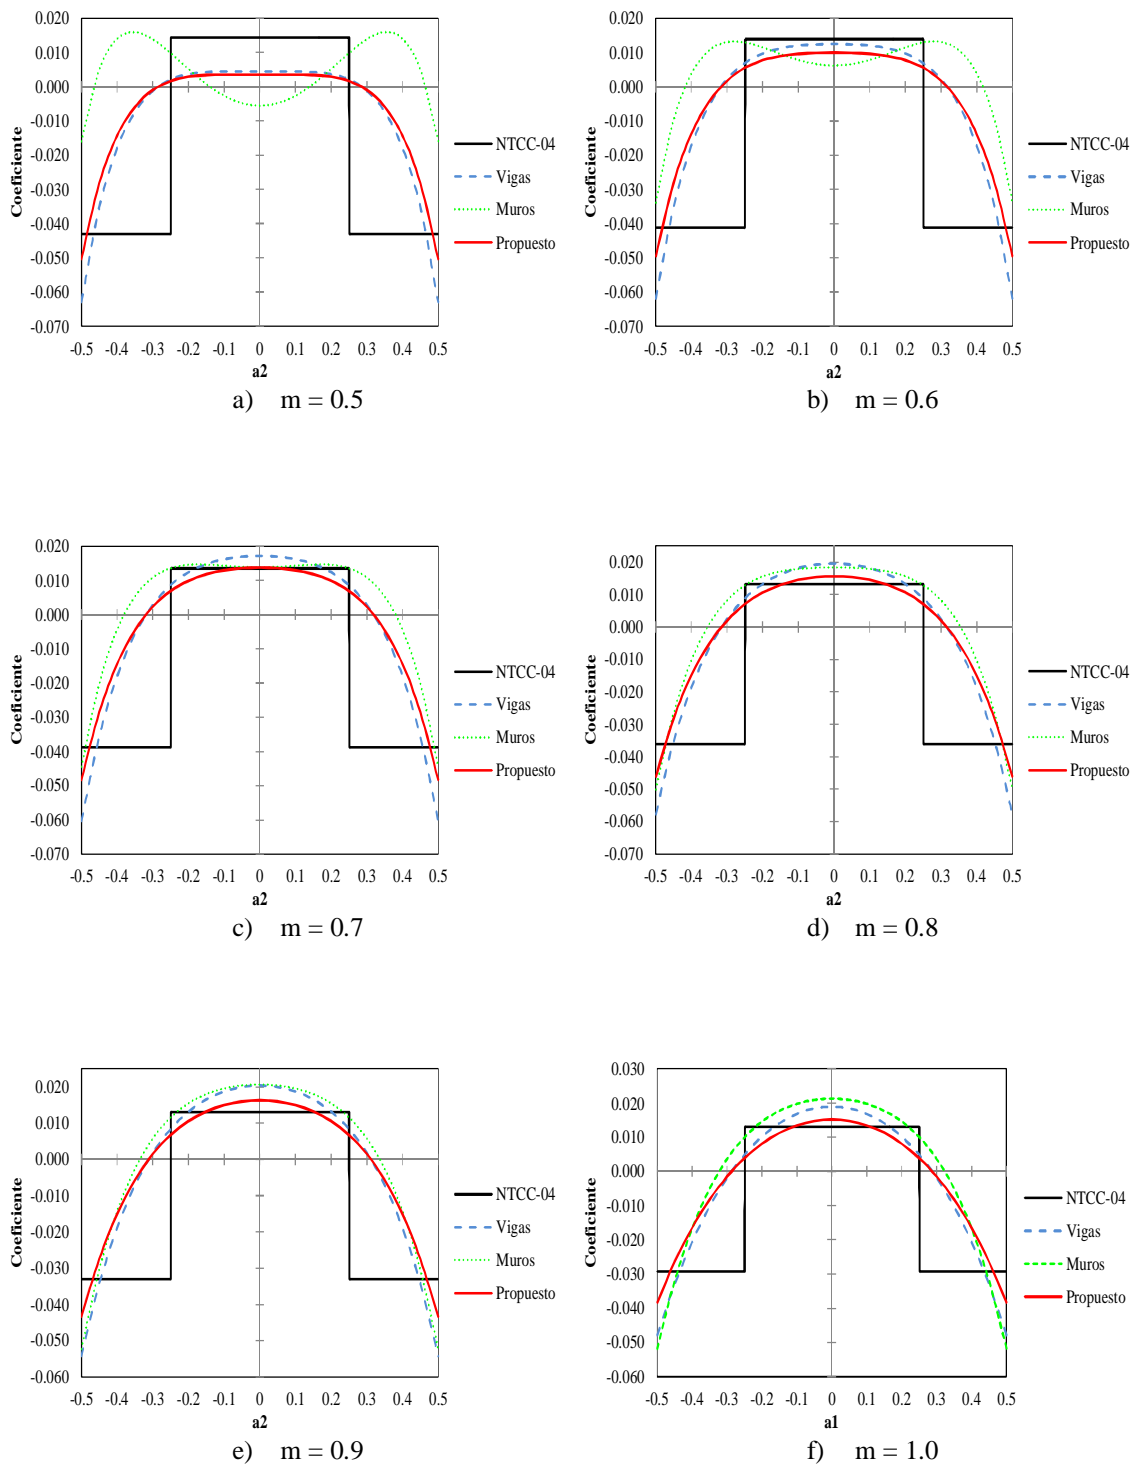 0.020
0.010
0.000
-0.010
-0.020
-0.030
-0.040
-0.050
-0.060
-0.070
Coeficiente
-0.5 -0.4 -0.3 -0.2 -0.1 0 0.1 0.2 0.3 0.4 0.5
a2
NTCC-04
Vigas
Muros
Propuesto
a) m = 0.5
0.020
0.010
0.000
-0.010
-0.020
-0.030
-0.040
-0.050
-0.060
-0.070
Coeficiente
-0.5 -0.4 -0.3 -0.2 -0.1 0 0.1 0.2 0.3 0.4 0.5
a2
NTCC-04
Vigas
Muros
Propuesto
b) m = 0.6
0.020
0.010
0.000
-0.010
-0.020
-0.030
-0.040
-0.050
-0.060
-0.070
Coeficiente
-0.5 -0.4 -0.3 -0.2 -0.1 0 0.1 0.2 0.3 0.4 0.5
a2
NTCC-04
Vigas
Muros
Propuesto
c) m = 0.7
0.020
0.010
0.000
-0.010
-0.020
-0.030
-0.040
-0.050
-0.060
-0.070
Coeficiente
-0.5 -0.4 -0.3 -0.2 -0.1 0 0.1 0.2 0.3 0.4 0.5
a2
NTCC-04
Vigas
Muros
Propuesto
d) m = 0.8
0.020
0.010
0.000
-0.010
-0.020
-0.030
-0.040
-0.050
-0.060
Coeficiente
-0.5 -0.4 -0.3 -0.2 -0.1 0 0.1 0.2 0.3 0.4 0.5
a2
NTCC-04
Vigas
Muros
Propuesto
e) m = 0.9
0.030
0.020
0.010
0.000
-0.010
-0.020
-0.030
-0.040
-0.050
-0.060
Coeficiente
-0.5 -0.4 -0.3 -0.2 -0.1 0 0.1 0.2 0.3 0.4 0.5
a1
NTCC-04
Vigas
Muros
Propuesto
f) m = 1.0